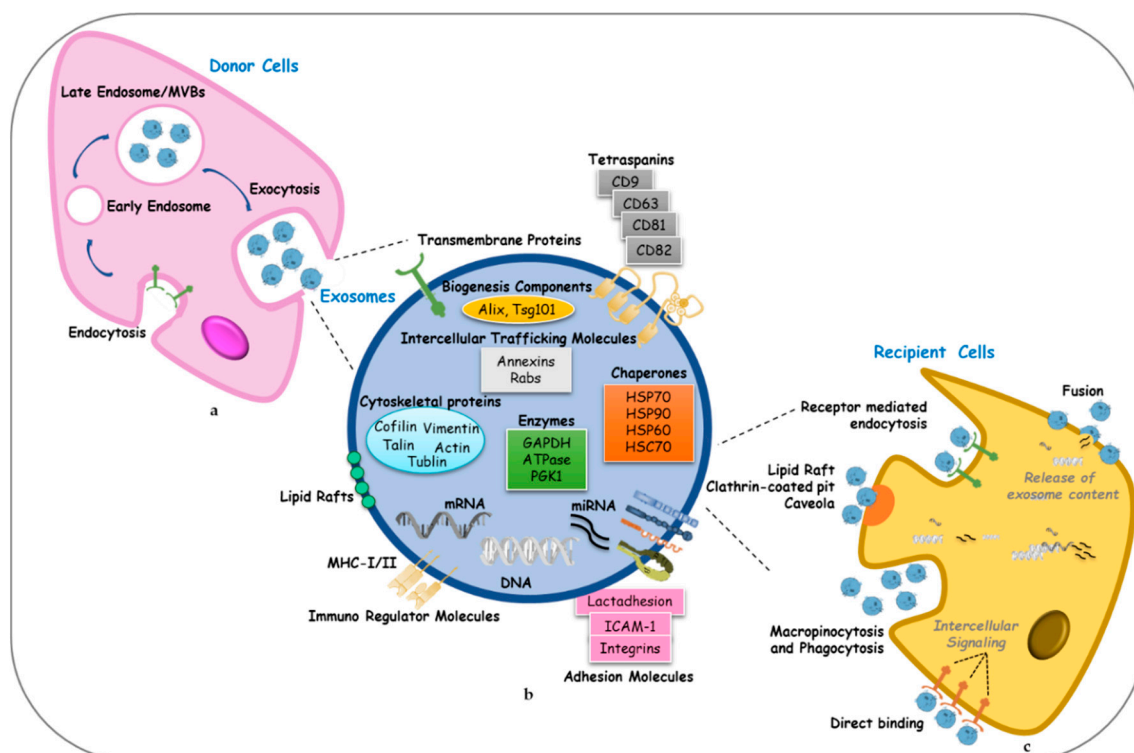 Donor Cells
Late Endosome/MVBs
Exocytosis
Early Endosome
Endocytosis
Exosomes
a
Tetraspanins
CD9
CD63
CD81
CD82
Transmembrane Proteins
Biogenesis Components
Alix, Tsg101
Intercellular Trafficking Molecules
Annexins
Rabs
Chaperones
HSP70
HSP90
HSP60
HSC70
Cytoskeletal proteins
Cofilin Vimentin
Talin Actin
Tublin
Enzymes
GAPDH
ATPase
PGK1
Lipid Rafts
mRNA
miRNA
DNA
MHC-I/II
Immuno Regulator Molecules
Lactadhesion
ICAM-1
Integrins
Adhesion Molecules
b
Recipient Cells
Fusion
Receptor mediated
endocytosis
Release of
exosome content
Lipid Raft
Clathrin-coated pit
Caveola
Macropinocytosis
and Phagocytosis
Intercellular
Signaling
Direct binding
c